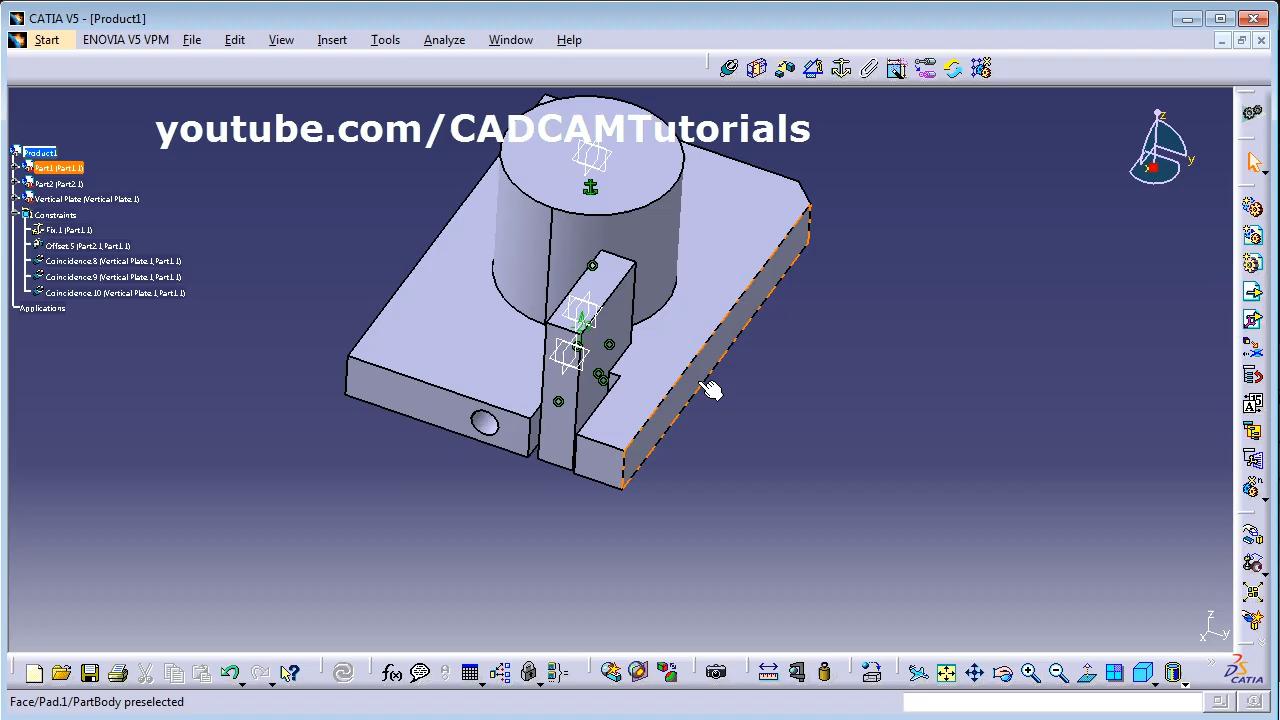 CATIA V5 - [Product1]
Start ENOVIA V5 VPM File Edit View Insert Tools Analyze Window Help
youtube.com/CADCAMTutorials
Product1
Part1 (Part1.1)
Part2 (Part2.1)
Vertical Plate (Vertical Plate.1)
Constraints
Fix.1 (Part1.1)
Offset.5 (Part2.1,Part1.1)
Coincidence.8 (Vertical Plate.1,Part1.1)
Coincidence.9 (Vertical Plate.1,Part1.1)
Coincidence.10 (Vertical Plate.1,Part1.1)
Applications
z
y
x
z
x y
f(x)
CATIA
Face/Pad.1/PartBody preselected